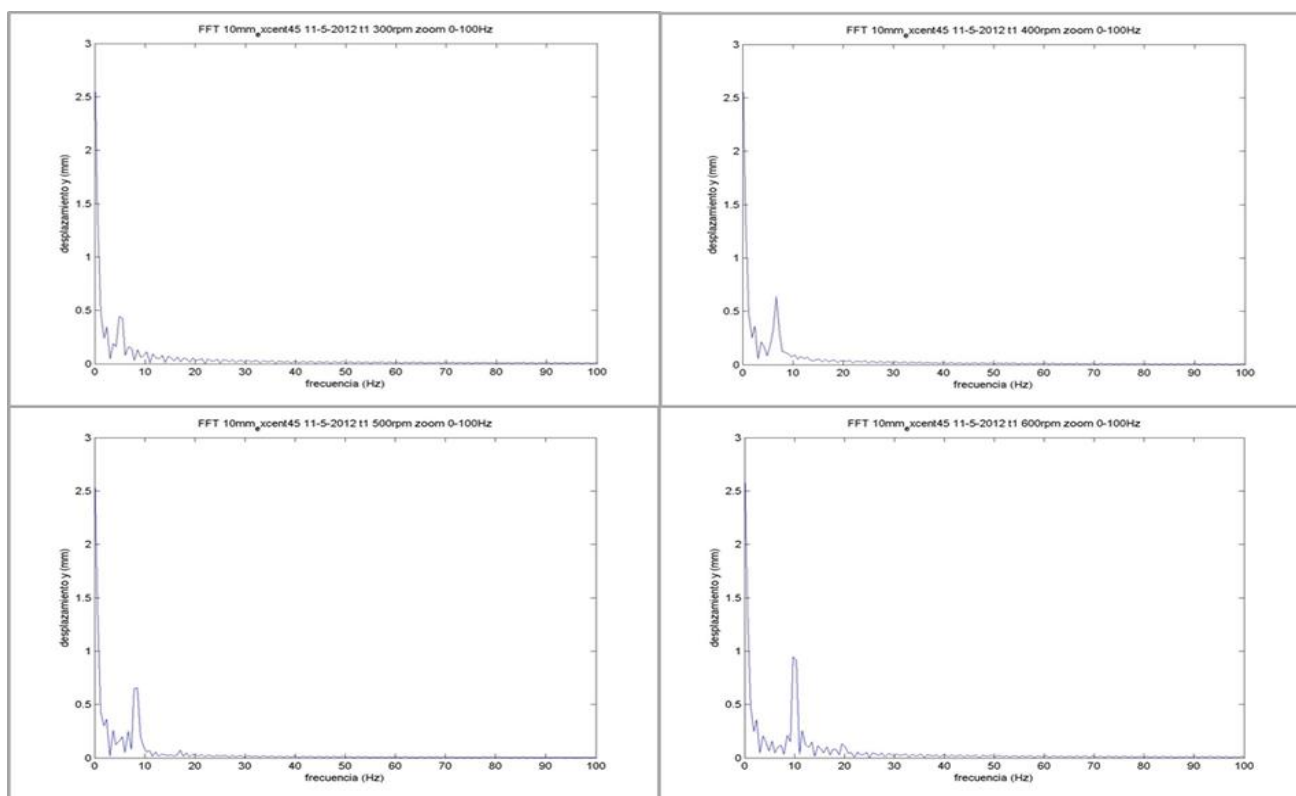 FFT 10mm_excent45 11-5-2012 t1 300rpm zoom 0-100Hz
3
2.5
2
1.5
1
0.5
0
desplazamiento y (mm)
0 10 20 30 40 50 60 70 80 90 100
frecuencia (Hz)
FFT 10mm_excent45 11-5-2012 t1 400rpm zoom 0-100Hz
3
2.5
2
1.5
1
0.5
0
desplazamiento y (mm)
0 10 20 30 40 50 60 70 80 90 100
frecuencia (Hz)
FFT 10mm_excent45 11-5-2012 t1 500rpm zoom 0-100Hz
3
2.5
2
1.5
1
0.5
0
desplazamiento y (mm)
0 10 20 30 40 50 60 70 80 90 100
frecuencia (Hz)
FFT 10mm_excent45 11-5-2012 t1 600rpm zoom 0-100Hz
3
2.5
2
1.5
1
0.5
0
desplazamiento y (mm)
0 10 20 30 40 50 60 70 80 90 100
frecuencia (Hz)